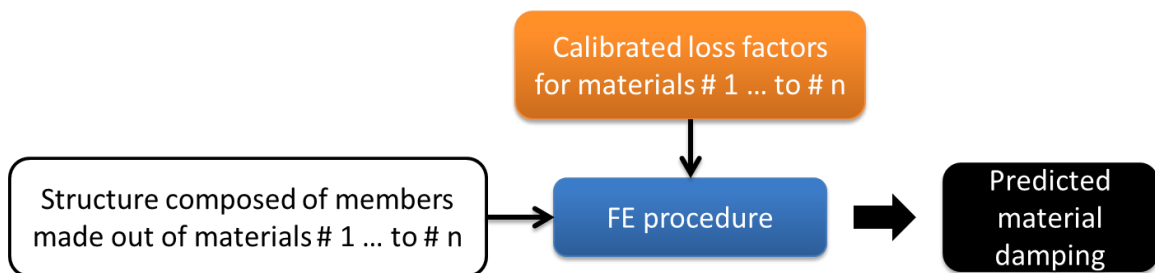 Calibrated loss factors
for materials # 1 ... to # n
Structure composed of members
made out of materials # 1 ... to # n
FE procedure
Predicted
material
damping